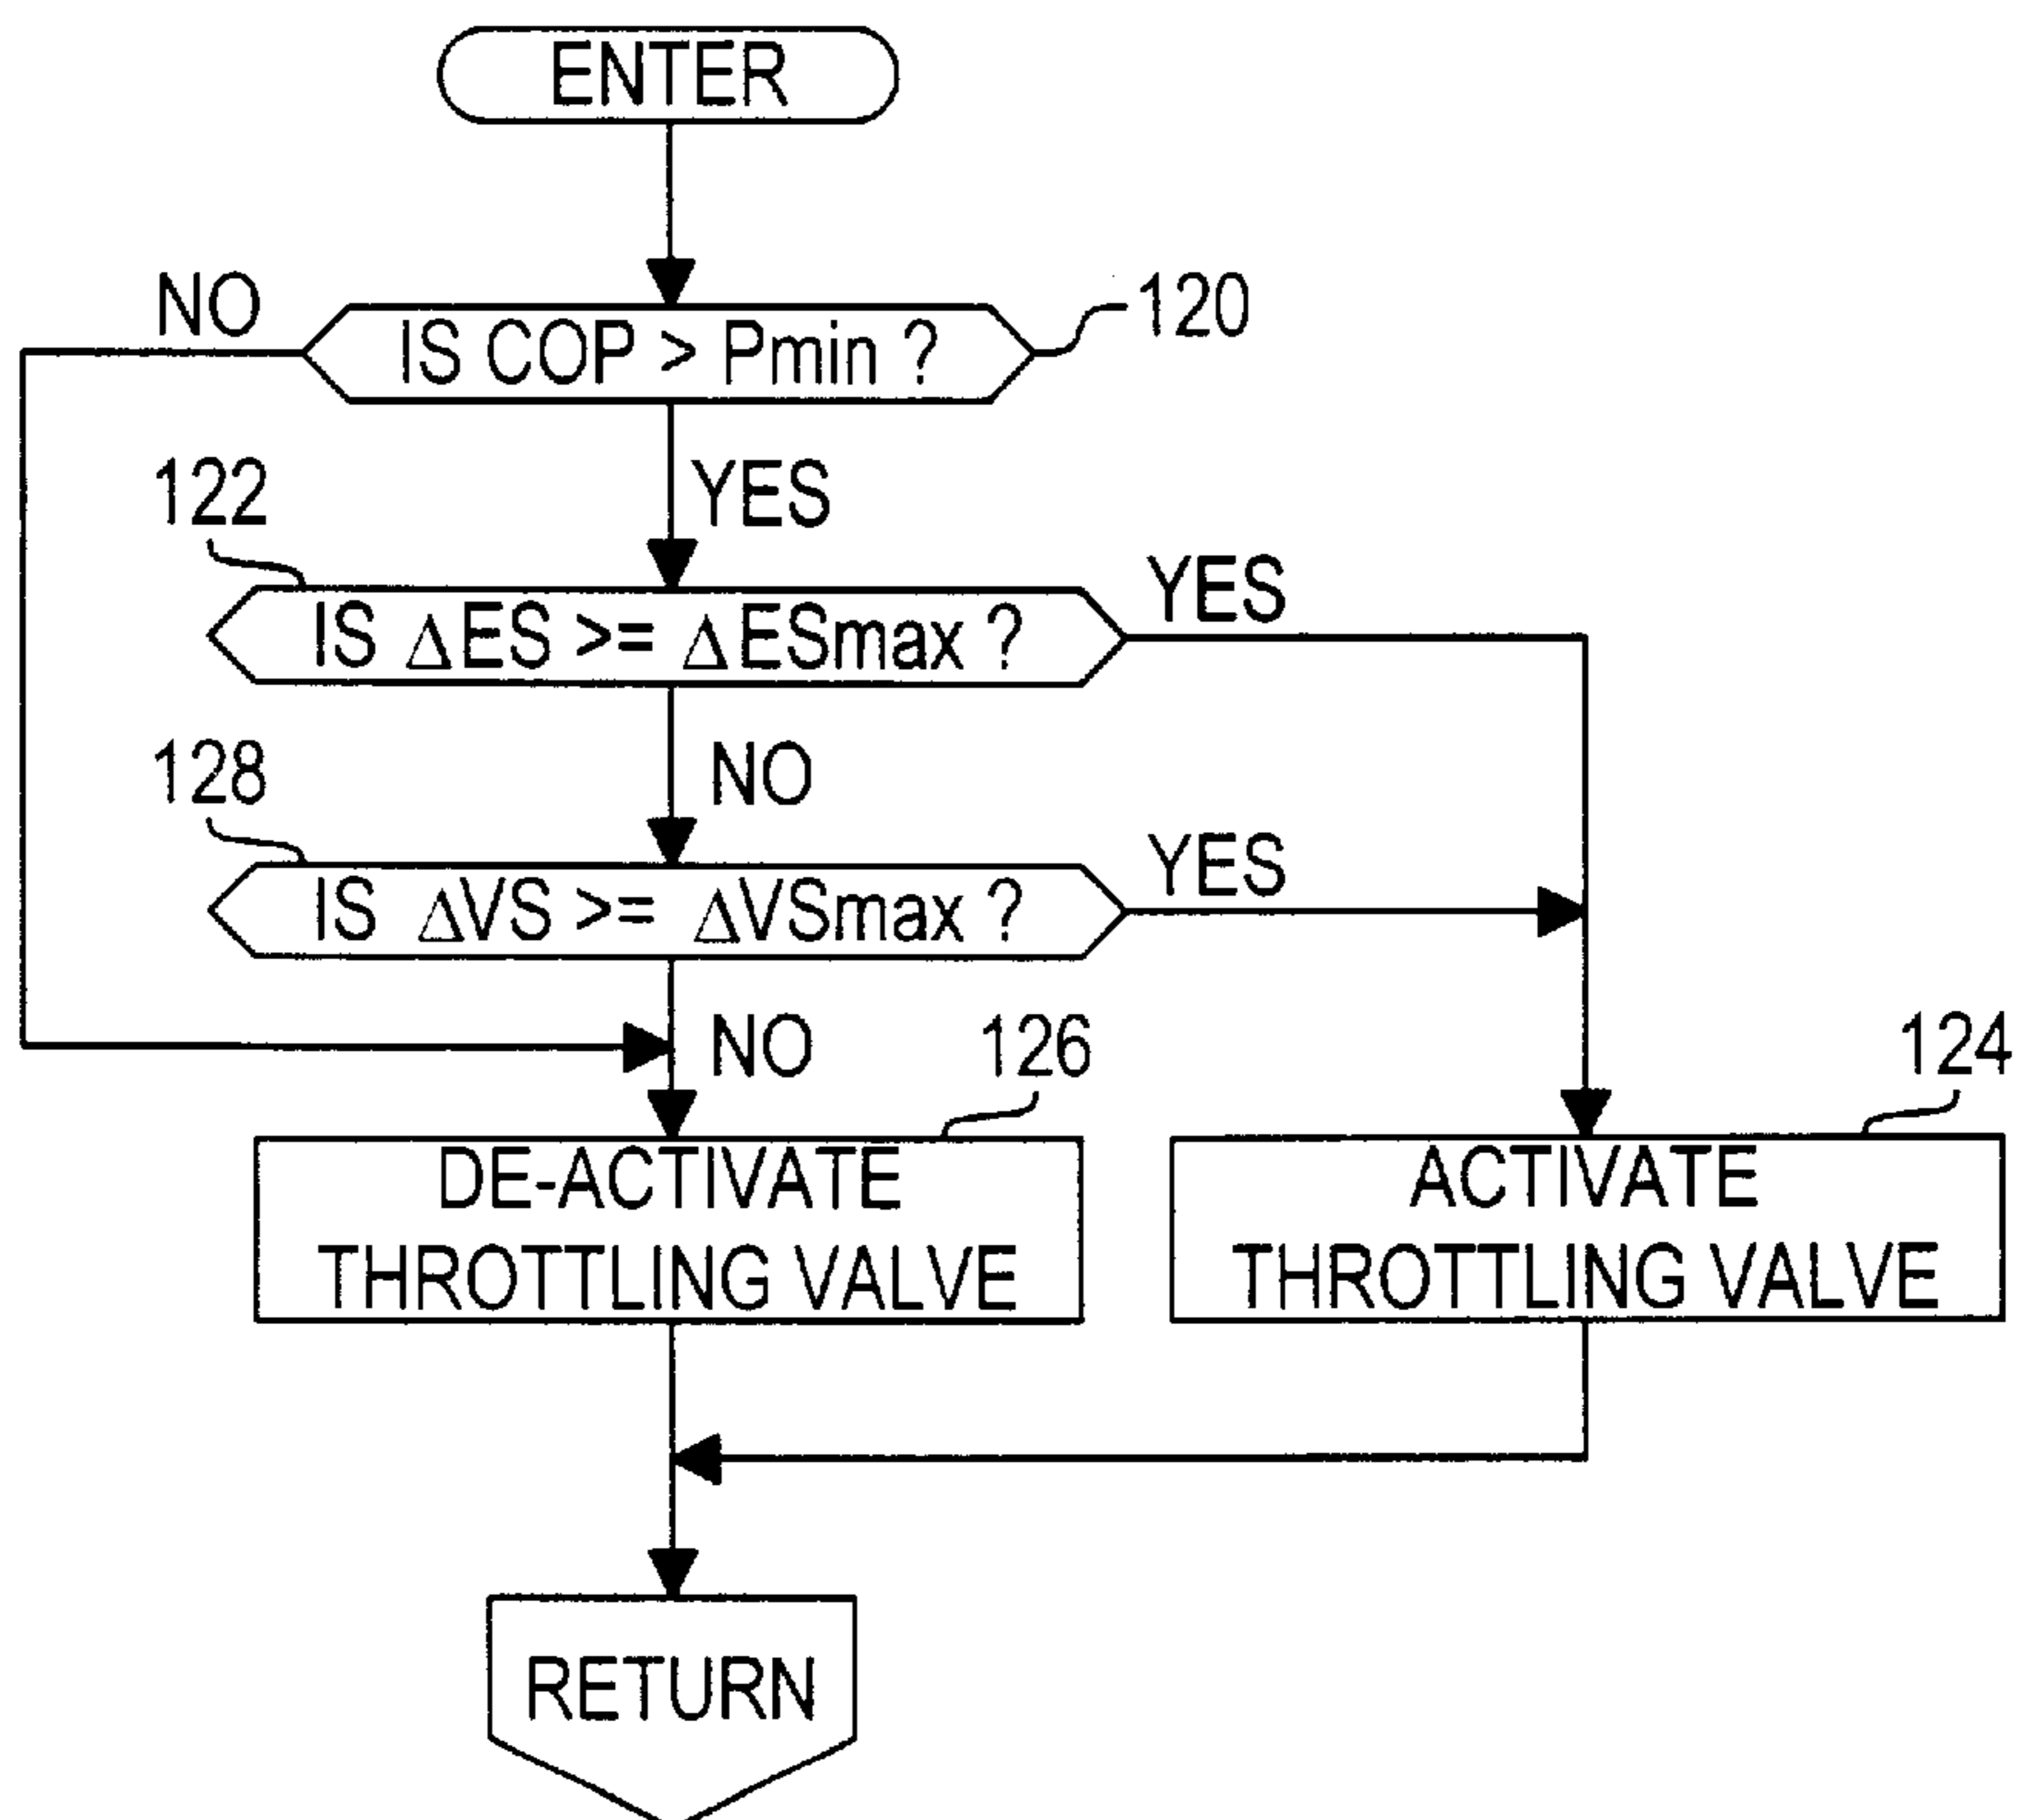 ENTER
NO
IS COP > Pmin ?
120
YES
122
IS ΔES >= ΔESmax ?
YES
NO
128
IS ΔVS >= ΔVSmax ?
YES
NO
126
124
DE-ACTIVATE
THROTTLING VALVE
ACTIVATE
THROTTLING VALVE
RETURN